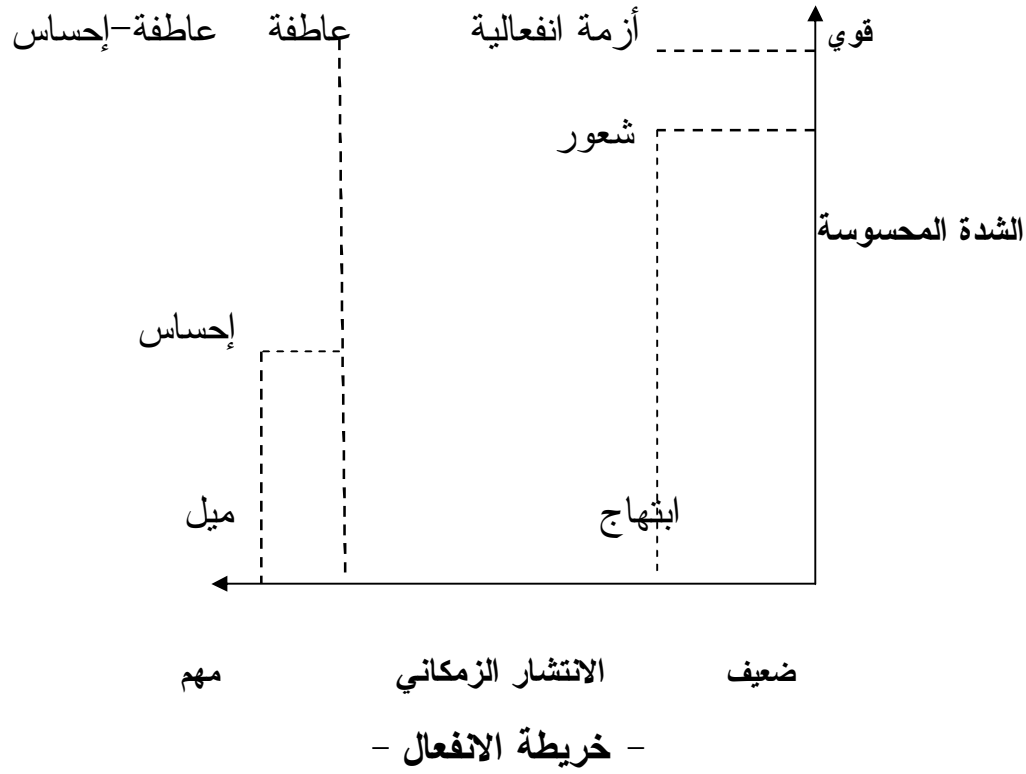 قوي أزمة انفعالية عاطفة عاطفة-إحساس
شعور
الشدة المحسوسة
إحساس
ابتهاج ميل
ضعيف الانتشار الزمكاني مهم
- خريطة الانفعال -